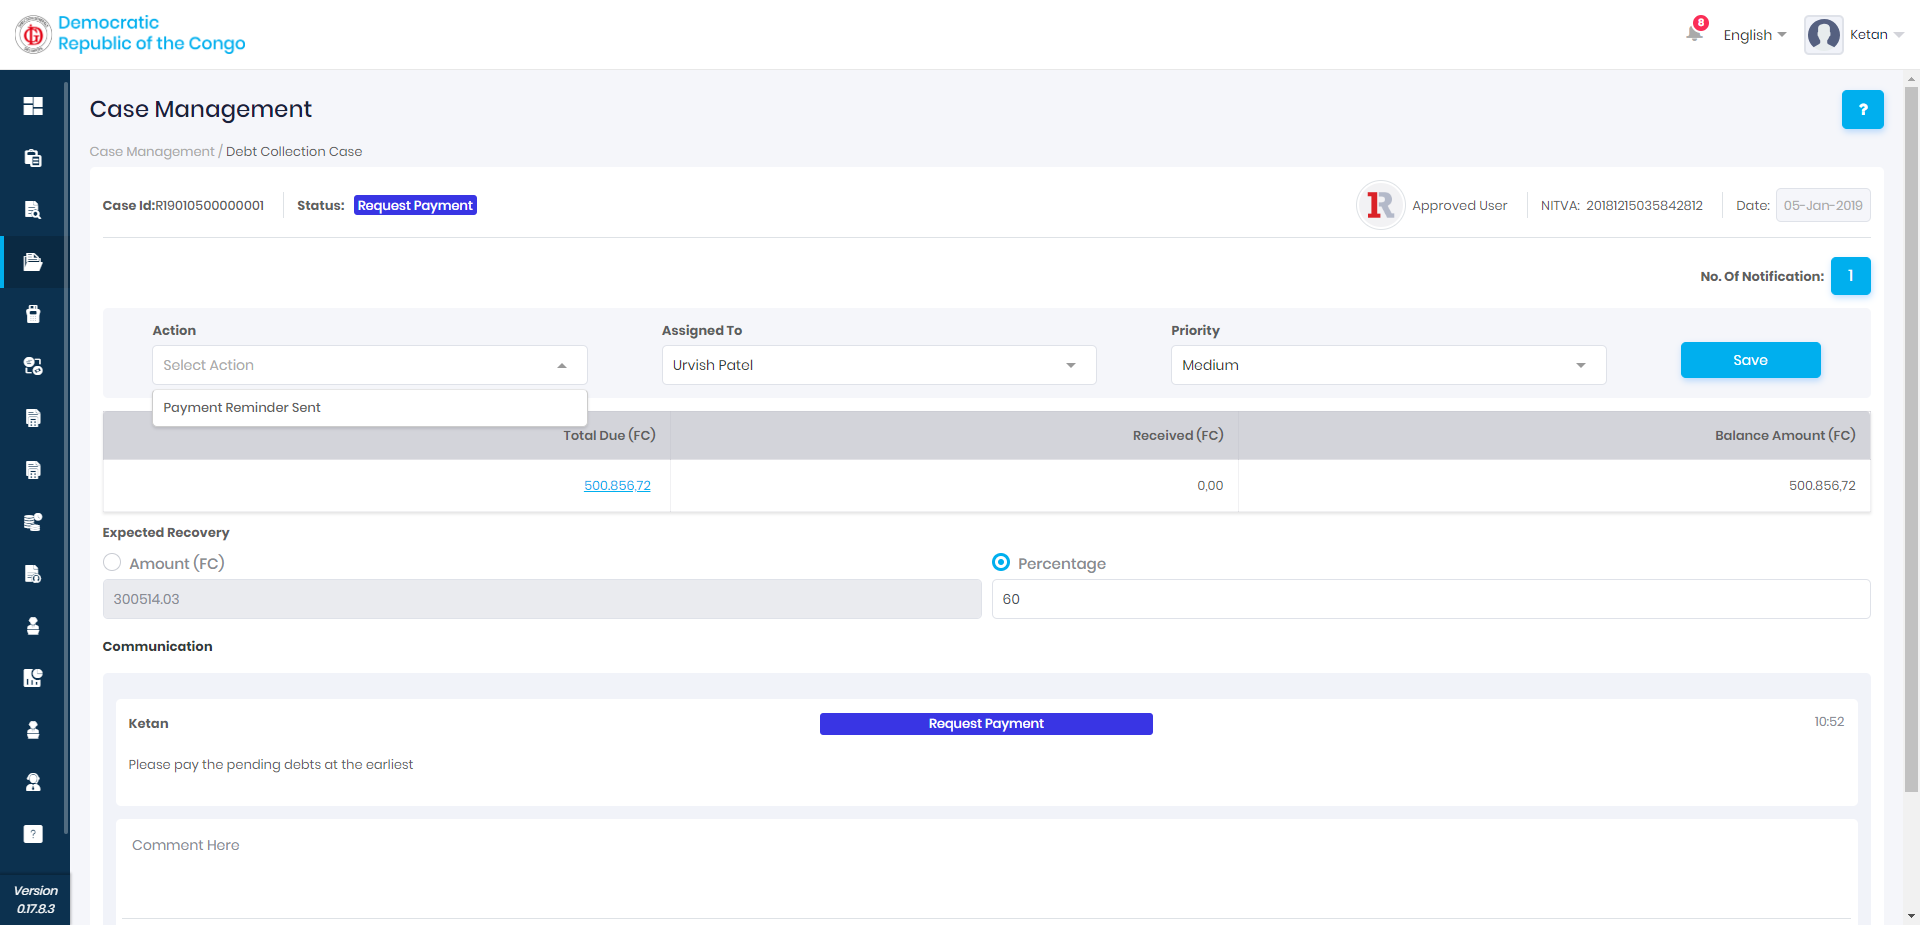 Democratic
Republic of the Congo
8
English
Ketan
Case Management
?
Case Management / Debt Collection Case
Case Id:R19010500000001
Status: Request Payment
Approved User
NITVA: 20181215035842812
Date: 05-Jan-2019
No. Of Notification: 1
Action
Assigned To
Priority
Select Action
Urvish Patel
Medium
Save
Payment Reminder Sent
Total Due (FC)
Received (FC)
Balance Amount (FC)
500.856,72
0,00
500.856,72
Expected Recovery
Amount (FC)
Percentage
300514.03
60
Communication
Ketan
Request Payment
10:52
Please pay the pending debts at the earliest
Comment Here
?
Version
0.17.8.3